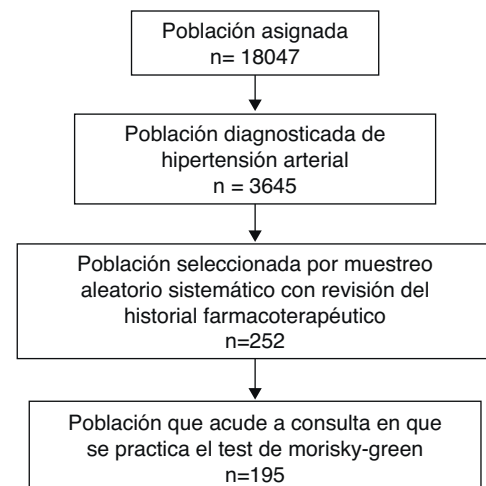 Población asignada
n= 18047
Población diagnosticada de
hipertensión arterial
n = 3645
Población seleccionada por muestreo
aleatorio sistemático con revisión del
historial farmacoterapéutico
n=252
Población que acude a consulta en que
se practica el test de morisky-green
n=195